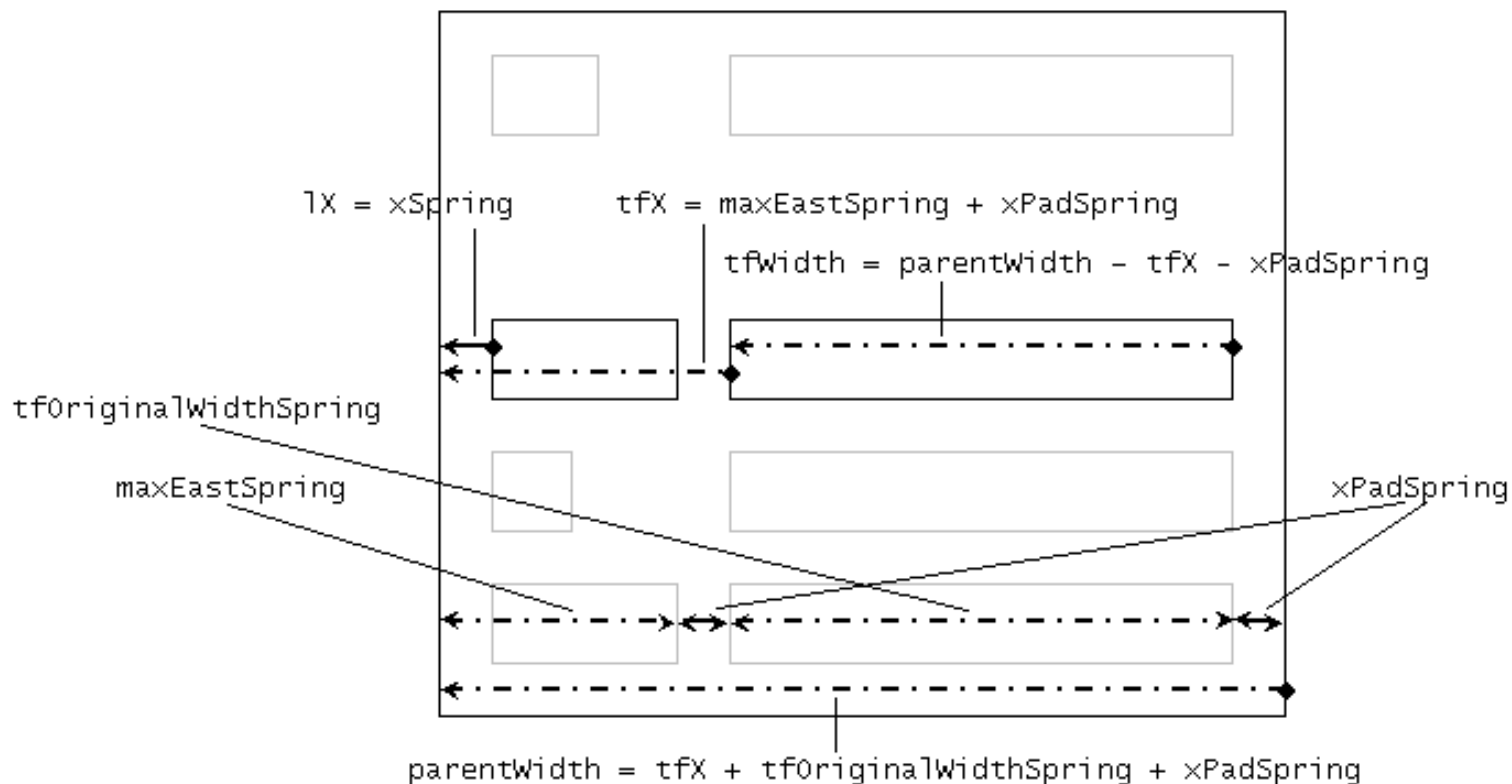 lX = xSpring
tfX = maxEastSpring + xPadSpring
tfWidth = parentWidth – tfX - xPadSpring
tfOriginalWidthSpring
maxEastSpring
xPadSpring
parentWidth = tfX + tfOriginalWidthSpring + xPadSpring